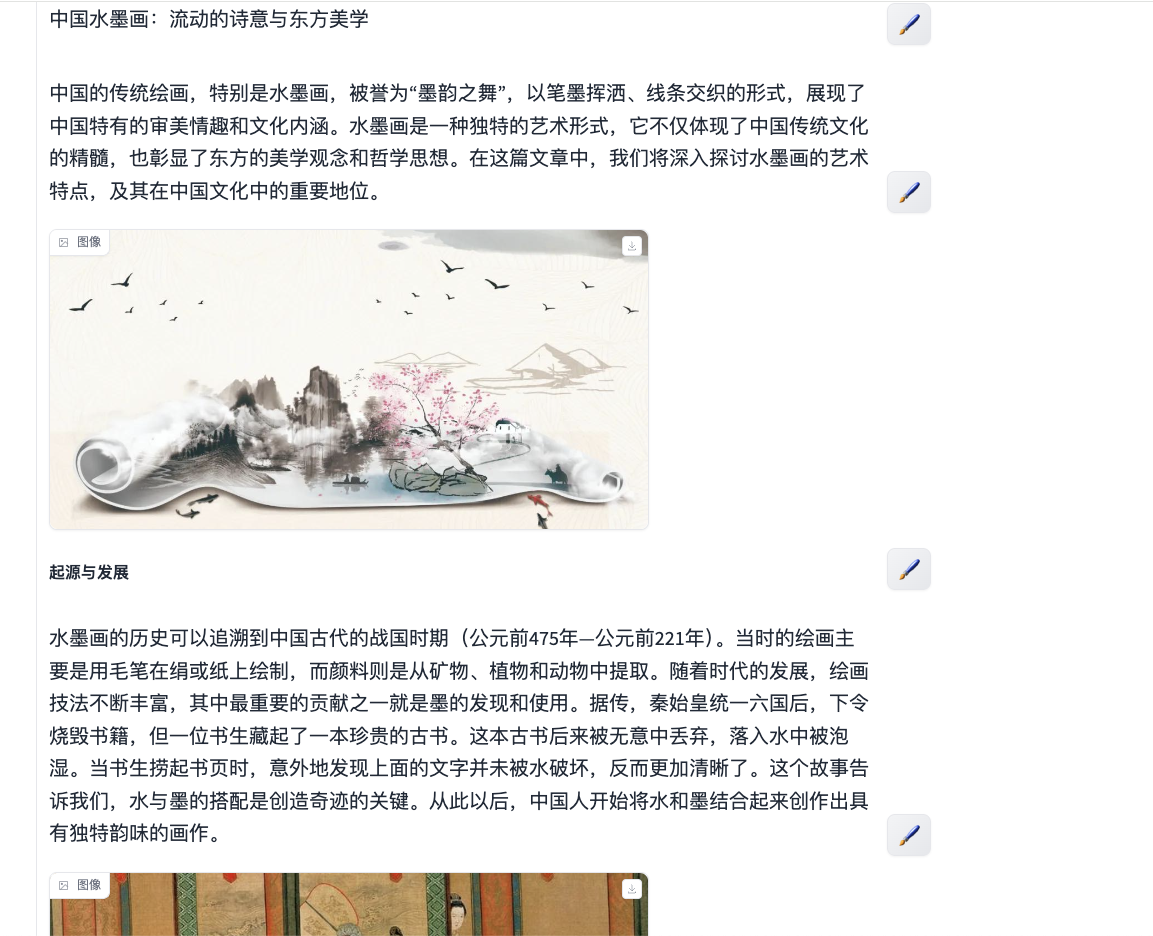 中国水墨画：流动的诗意与东方美学
中国的传统绘画，特别是水墨画，被誉为“墨韵之舞”，以笔墨挥洒、线条交织的形式，展现了
中国特有的审美情趣和文化内涵。水墨画是一种独特的艺术形式，它不仅体现了中国传统文化
的精髓，也彰显了东方的美学观念和哲学思想。在这篇文章中，我们将深入探讨水墨画的艺术
特点，及其在中国文化中的重要地位。
图像
起源与发展
水墨画的历史可以追溯到中国古代的战国时期（公元前475年—公元前221年）。当时的绘画主
要是用毛笔在绢或纸上绘制，而颜料则是从矿物、植物和动物中提取。随着时代的发展，绘画
技法不断丰富，其中最重要的贡献之一就是墨的发现和使用。据传，秦始皇统一六国后，下令
烧毁书籍，但一位书生藏起了一本珍贵的古书。这本古书后来被无意中丢弃，落入水中被泡
湿。当书生捞起书页时，意外地发现上面的文字并未被水破坏，反而更加清晰了。这个故事告
诉我们，水与墨的搭配是创造奇迹的关键。从此以后，中国人开始将水和墨结合起来创作出具
有独特韵味的画作。
图像